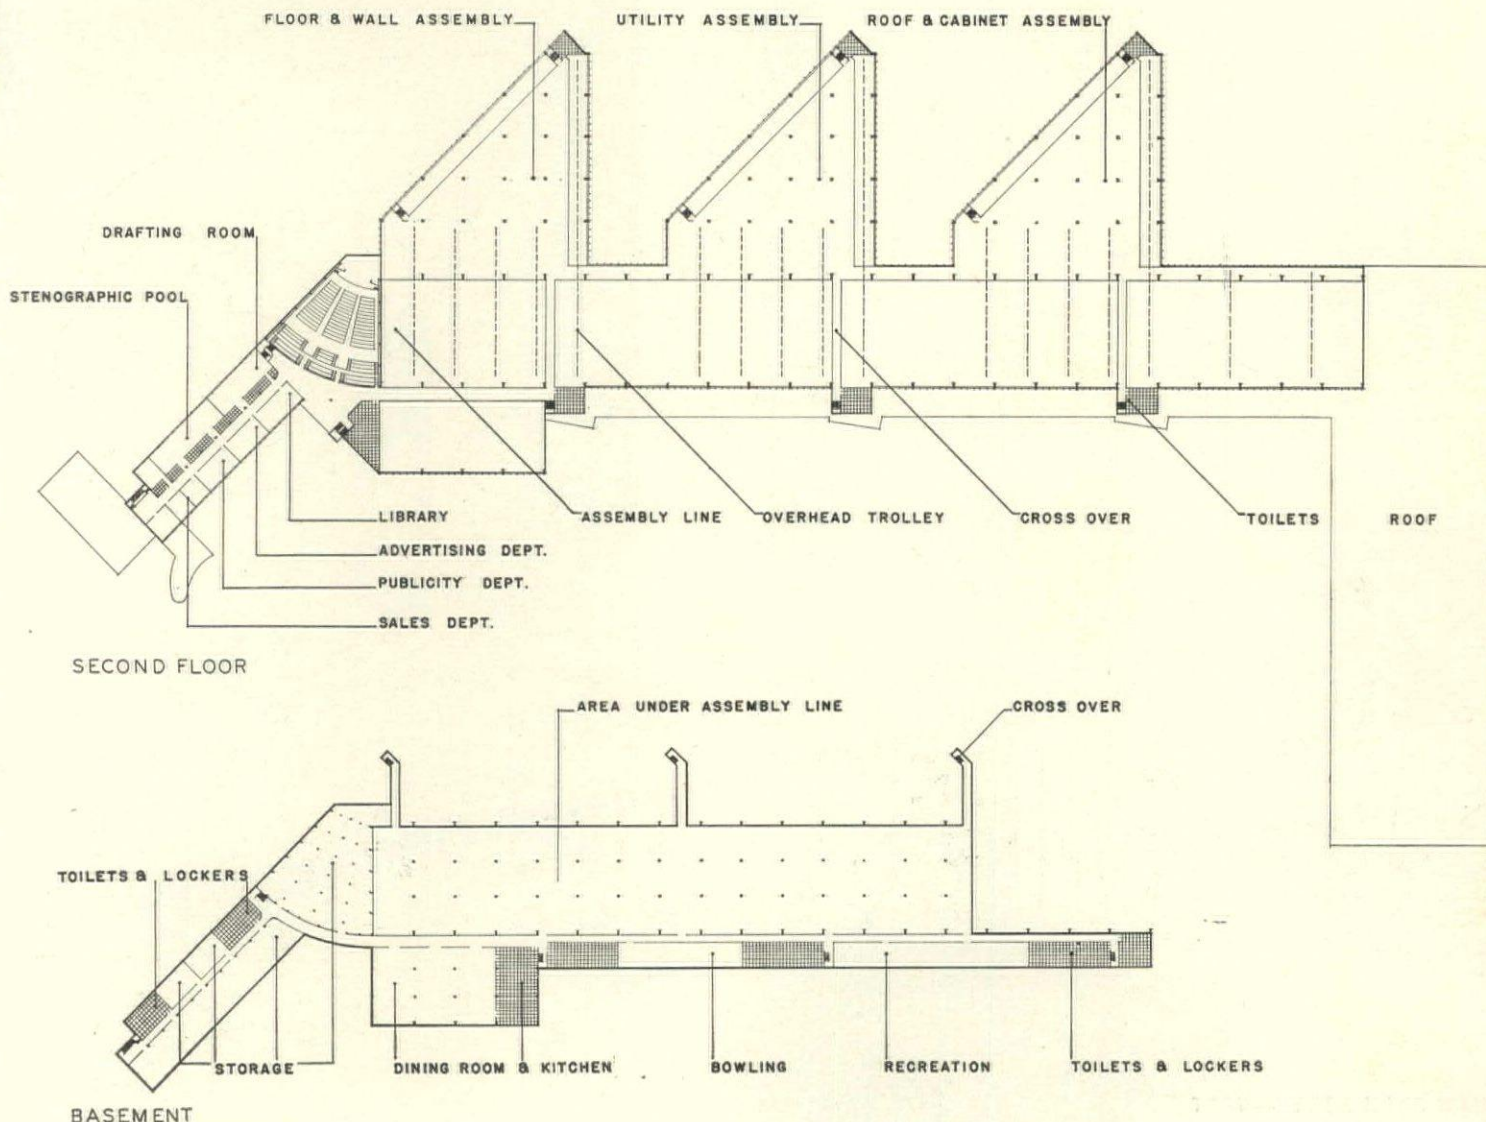 FLOOR & WALL ASSEMBLY
UTILITY ASSEMBLY
ROOF & CABINET ASSEMBLY
DRAFTING ROOM
STENOGRAPHIC POOL
LIBRARY
ASSEMBLY LINE
OVERHEAD TROLLEY
CROSS OVER
TOILETS
ROOF
ADVERTISING DEPT.
PUBLICITY DEPT.
SALES DEPT.
SECOND FLOOR
AREA UNDER ASSEMBLY LINE
CROSS OVER
TOILETS & LOCKERS
STORAGE
DINING ROOM & KITCHEN
BOWLING
RECREATION
TOILETS & LOCKERS
BASEMENT